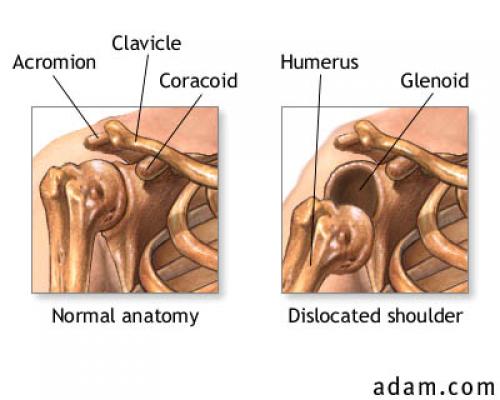 Clavicle
Acromion
Coracoid
Humerus
Glenoid
Normal anatomy
Dislocated shoulder
adam.com